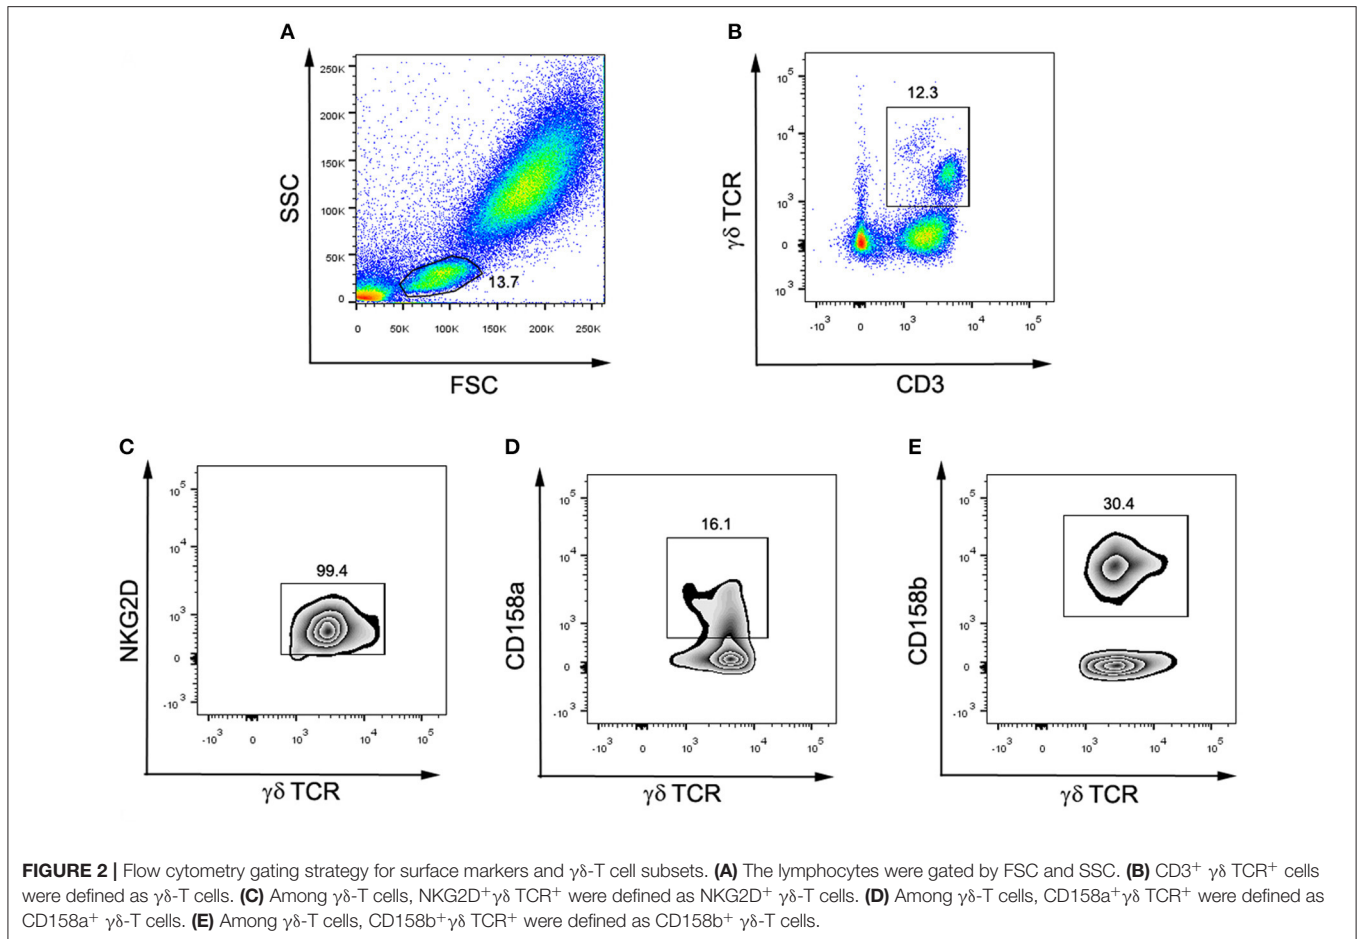 A
B
250K
200K
150K
100K
50K
0
SSC
13.7
0 50K 100K 150K 200K 250K
FSC
10^5
10^4
10^3
0
10^3
γδ TCR
12.3
-10^3 0 10^3 10^4 10^5
CD3
C
D
E
10^5
10^4
10^3
0
-10^3
NKG2D
99.4
-10^3 0 10^3 10^4 10^5
γδ TCR
10^5
10^4
10^3
0
-10^3
CD158a
16.1
-10^3 0 10^3 10^4 10^5
γδ TCR
10^5
10^4
10^3
0
-10^3
CD158b
30.4
-10^3 0 10^3 10^4 10^5
γδ TCR
FIGURE 2 | Flow cytometry gating strategy for surface markers and γδ-T cell subsets. (A) The lymphocytes were gated by FSC and SSC. (B) CD3⁺ γδ TCR⁺ cells
were defined as γδ-T cells. (C) Among γδ-T cells, NKG2D⁺γδ TCR⁺ were defined as NKG2D⁺ γδ-T cells. (D) Among γδ-T cells, CD158a⁺γδ TCR⁺ were defined as
CD158a⁺ γδ-T cells. (E) Among γδ-T cells, CD158b⁺γδ TCR⁺ were defined as CD158b⁺ γδ-T cells.